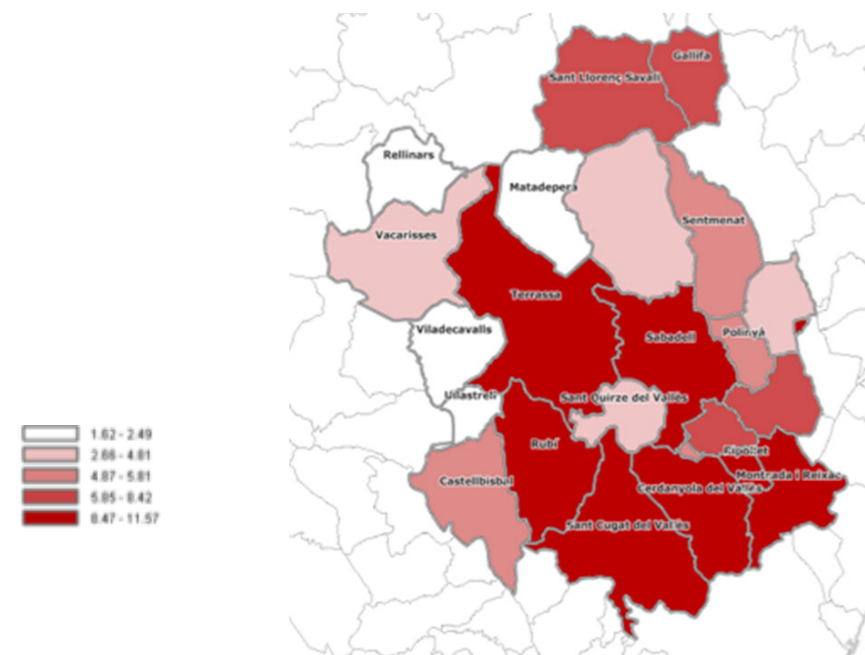 Gallifa
Sant Llorenç Savall
Rellinars
Matadepera
Sentmenat
Vacarisses
Terrassa
Polinyà
Viladecavalls
Sabadell
Ullastrell
Sant Quirze del Vallès
Rubí
Ripollet
Castellbisbal
Montcada i Reixac
Cerdanyola del Vallès
Sant Cugat del Vallès
1.62 - 2.49
2.66 - 4.81
4.87 - 5.81
5.85 - 8.42
8.47 - 11.57